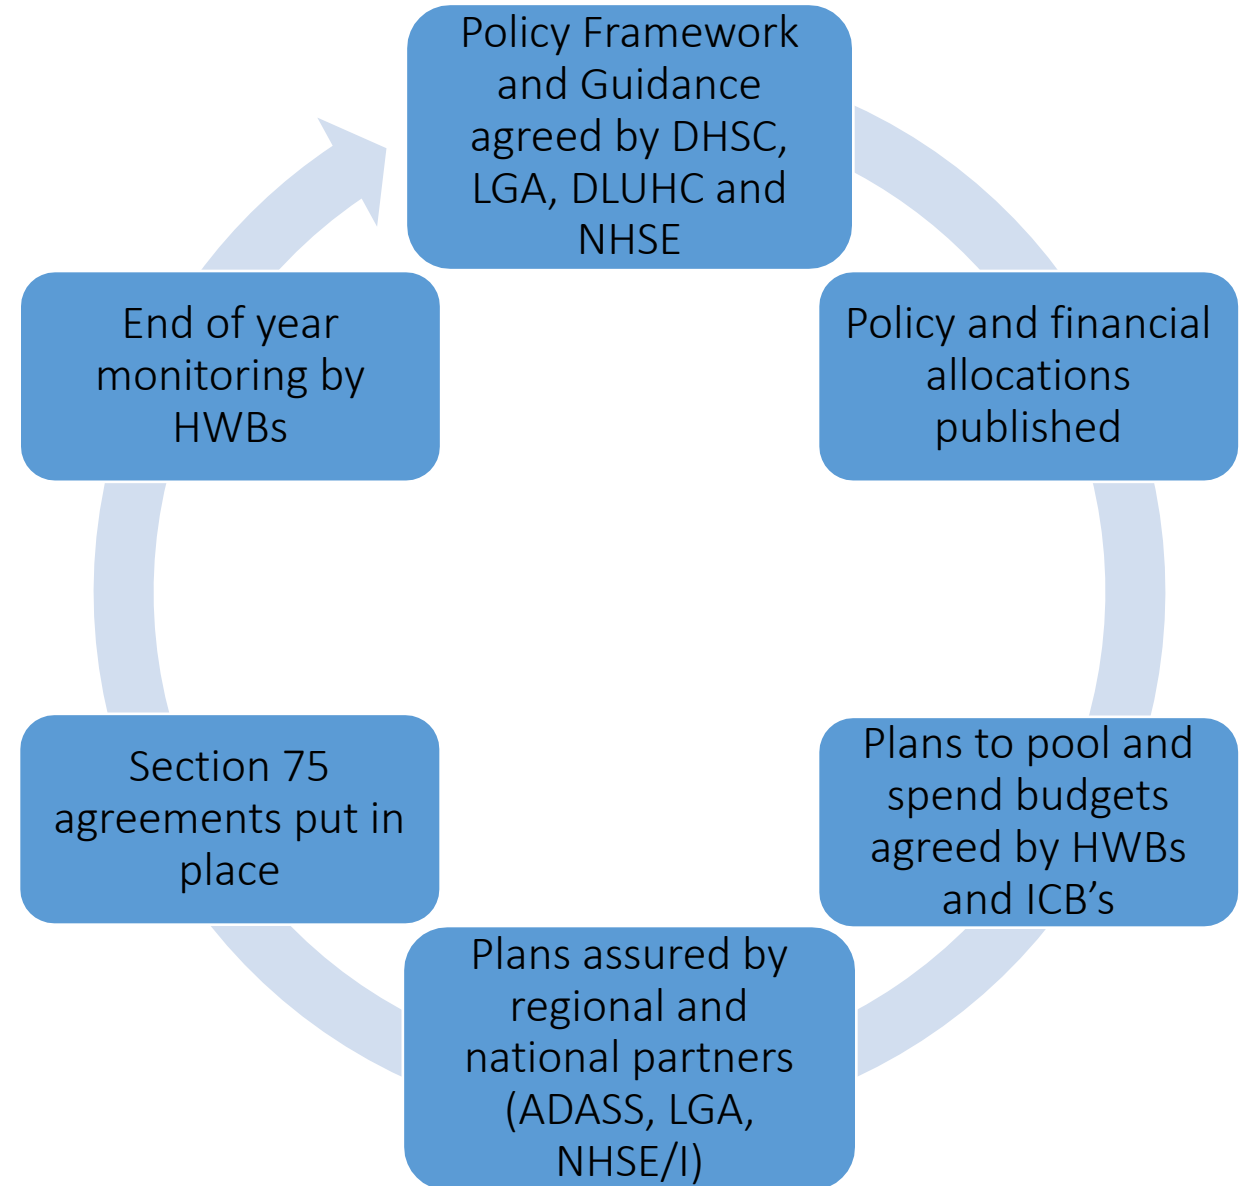 Policy Framework
and Guidance
agreed by DHSC,
LGA, DLUHC and
NHSE
Policy and financial
allocations
published
Plans to pool and
spend budgets
agreed by HWBs
and ICB’s
Plans assured by
regional and
national partners
(ADASS, LGA,
NHSE/I)
Section 75
agreements put in
place
End of year
monitoring by
HWBs